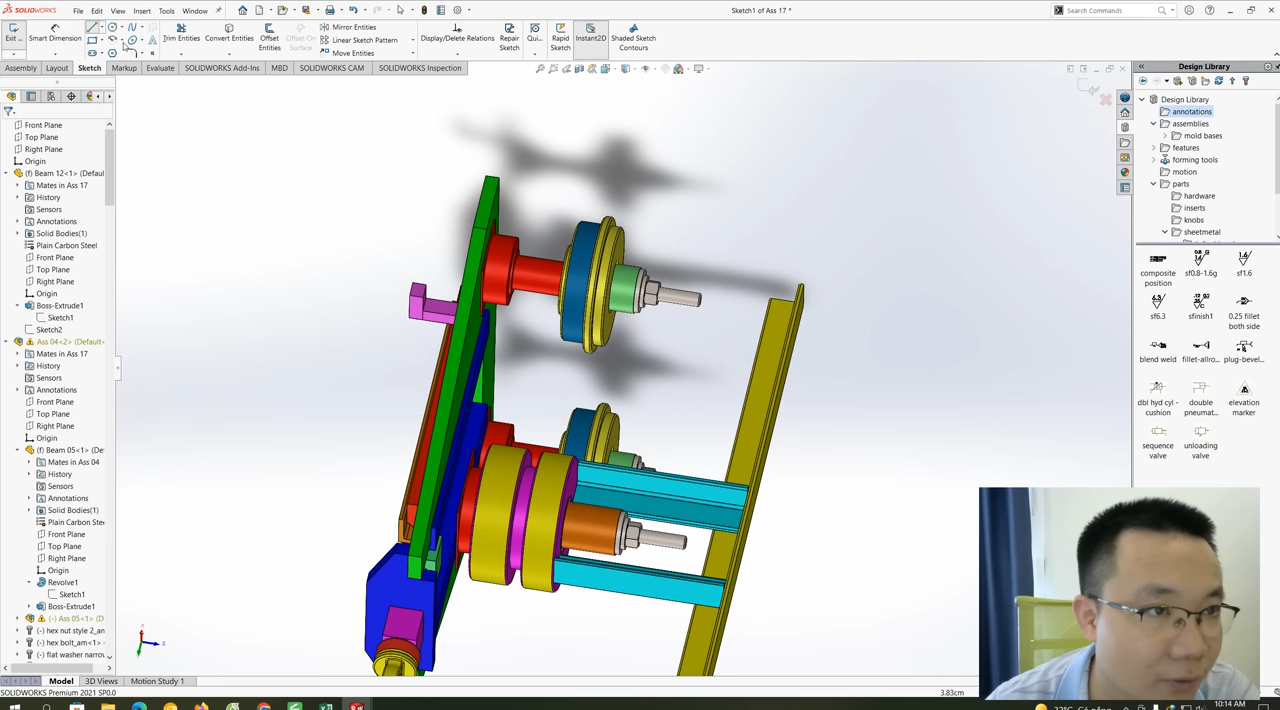 SOLIDWORKS
File Edit View Insert Tools Window
Sketch1 of Ass 17 *
Search Commands
Exit ...
Smart Dimension
Trim Entities
Convert Entities
Offset Entities
Offset On Surface
Mirror Entities
Linear Sketch Pattern
Move Entities
Display/Delete Relations
Repair Sketch
Qui...
Rapid Sketch
Instant2D
Shaded Sketch Contours
Assembly Layout Sketch Markup Evaluate SOLIDWORKS Add-Ins MBD SOLIDWORKS CAM SOLIDWORKS Inspection
Front Plane
Top Plane
Right Plane
Origin
(f) Beam 12<1> (Defaul
Mates in Ass 17
History
Sensors
Annotations
Solid Bodies(1)
Plain Carbon Steel
Front Plane
Top Plane
Right Plane
Origin
Boss-Extrude1
Sketch1
Sketch2
Ass 04<2> (Default
Mates in Ass 17
History
Sensors
Annotations
Front Plane
Top Plane
Right Plane
Origin
(f) Beam 05<1> (De
Mates in Ass 04
History
Sensors
Annotations
Solid Bodies(1)
Plain Carbon Stee
Front Plane
Top Plane
Right Plane
Origin
Revolve1
Sketch1
Boss-Extrude1
(-) Ass 05<1> (D
(-) hex nut style 2_an
(-) hex bolt_am<1> (
(-) flat washer narrov
Design Library
Design Library
annotations
assemblies
mold bases
features
forming tools
motion
parts
hardware
inserts
knobs
sheetmetal
composite position
sf0.8-1.6g
sf1.6
sf6.3
sfinish1
0.25 fillet both side
blend weld
fillet-allro...
plug-bevel...
dbl hyd cyl - cushion
double pneumat...
elevation marker
sequence valve
unloading valve
Model 3D Views Motion Study 1
SOLIDWORKS Premium 2021 SP0.0
3.83cm
10:14 AM